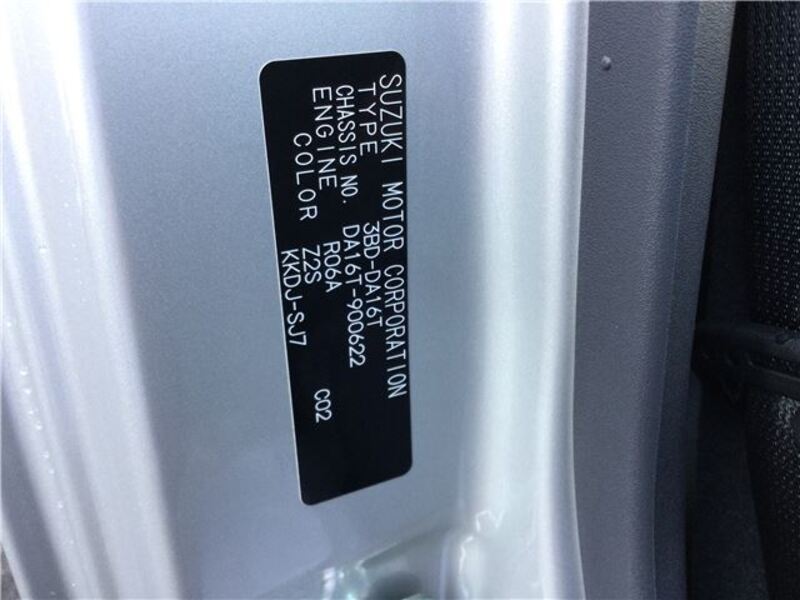 SUZUKI MOTOR CORPORATION
TYPE 3BD-DA16T
CHASSIS NO. DA16T-900622
ENGINE R06A
COLOR Z2S
KKDJ-SJ7 C02